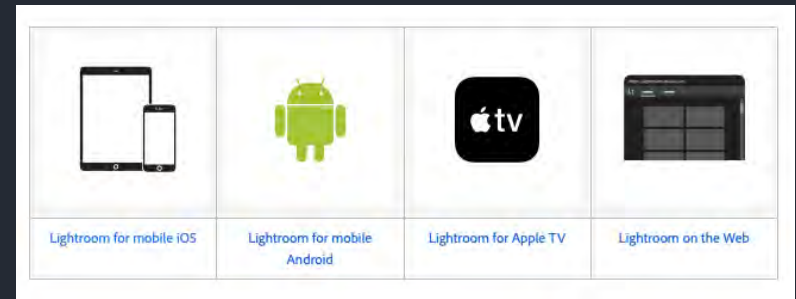 tv
Lightroom for mobile iOS
Lightroom for mobile
Android
Lightroom for Apple TV
Lightroom on the Web